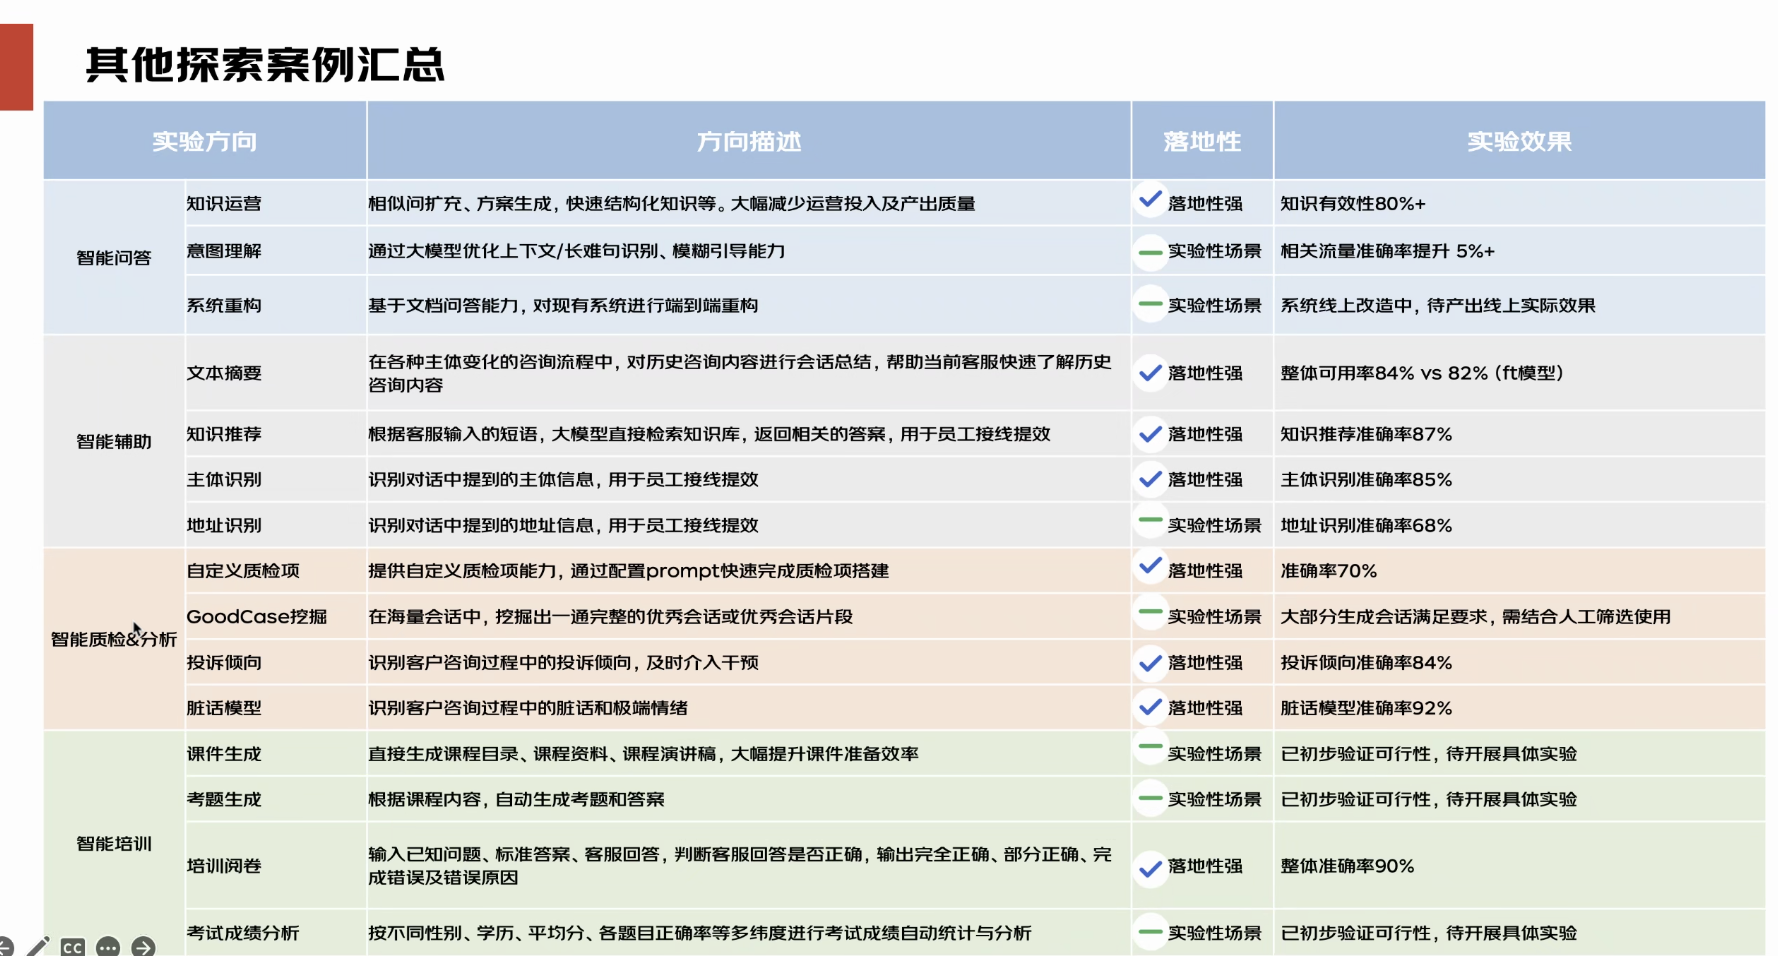 其他探索案例汇总
实验方向 方向描述 落地性 实验效果
智能问答
知识运营 相似问扩充、方案生成，快速结构化知识等。大幅减少运营投入及产出质量 落地性强 知识有效性80%+
意图理解 通过大模型优化上下文/长难句识别、模糊引导能力 实验性场景 相关流量准确率提升 5%+
系统重构 基于文档问答能力，对现有系统进行端到端重构 实验性场景 系统线上改造中，待产出线上实际效果
智能辅助
文本摘要 在各种主体变化的咨询流程中，对历史咨询内容进行会话总结，帮助当前客服快速了解历史
咨询内容 落地性强 整体可用率84% vs 82%（ft模型）
知识推荐 根据客服输入的短语，大模型直接检索知识库，返回相关的答案，用于员工接线提效 落地性强 知识推荐准确率87%
主体识别 识别对话中提到的主体信息，用于员工接线提效 落地性强 主体识别准确率85%
地址识别 识别对话中提到的地址信息，用于员工接线提效 实验性场景 地址识别准确率68%
智能质检&分析
自定义质检项 提供自定义质检项能力，通过配置prompt快速完成质检项搭建 落地性强 准确率70%
GoodCase挖掘 在海量会话中，挖掘出一通完整的优秀会话或优秀会话片段 实验性场景 大部分生成会话满足要求，需结合人工筛选使用
投诉倾向 识别客户咨询过程中的投诉倾向，及时介入干预 落地性强 投诉倾向准确率84%
脏话模型 识别客户咨询过程中的脏话和极端情绪 落地性强 脏话模型准确率92%
智能培训
课件生成 直接生成课程目录、课程资料、课程演讲稿，大幅提升课件准备效率 实验性场景 已初步验证可行性，待开展具体实验
考题生成 根据课程内容，自动生成考题和答案 实验性场景 已初步验证可行性，待开展具体实验
培训阅卷 输入已知问题、标准答案、客服回答，判断客服回答是否正确，输出完全正确、部分正确、完
成错误及错误原因 落地性强 整体准确率90%
考试成绩分析 按不同性别、学历、平均分、各题目正确率等多纬度进行考试成绩自动统计与分析 实验性场景 已初步验证可行性，待开展具体实验
CC